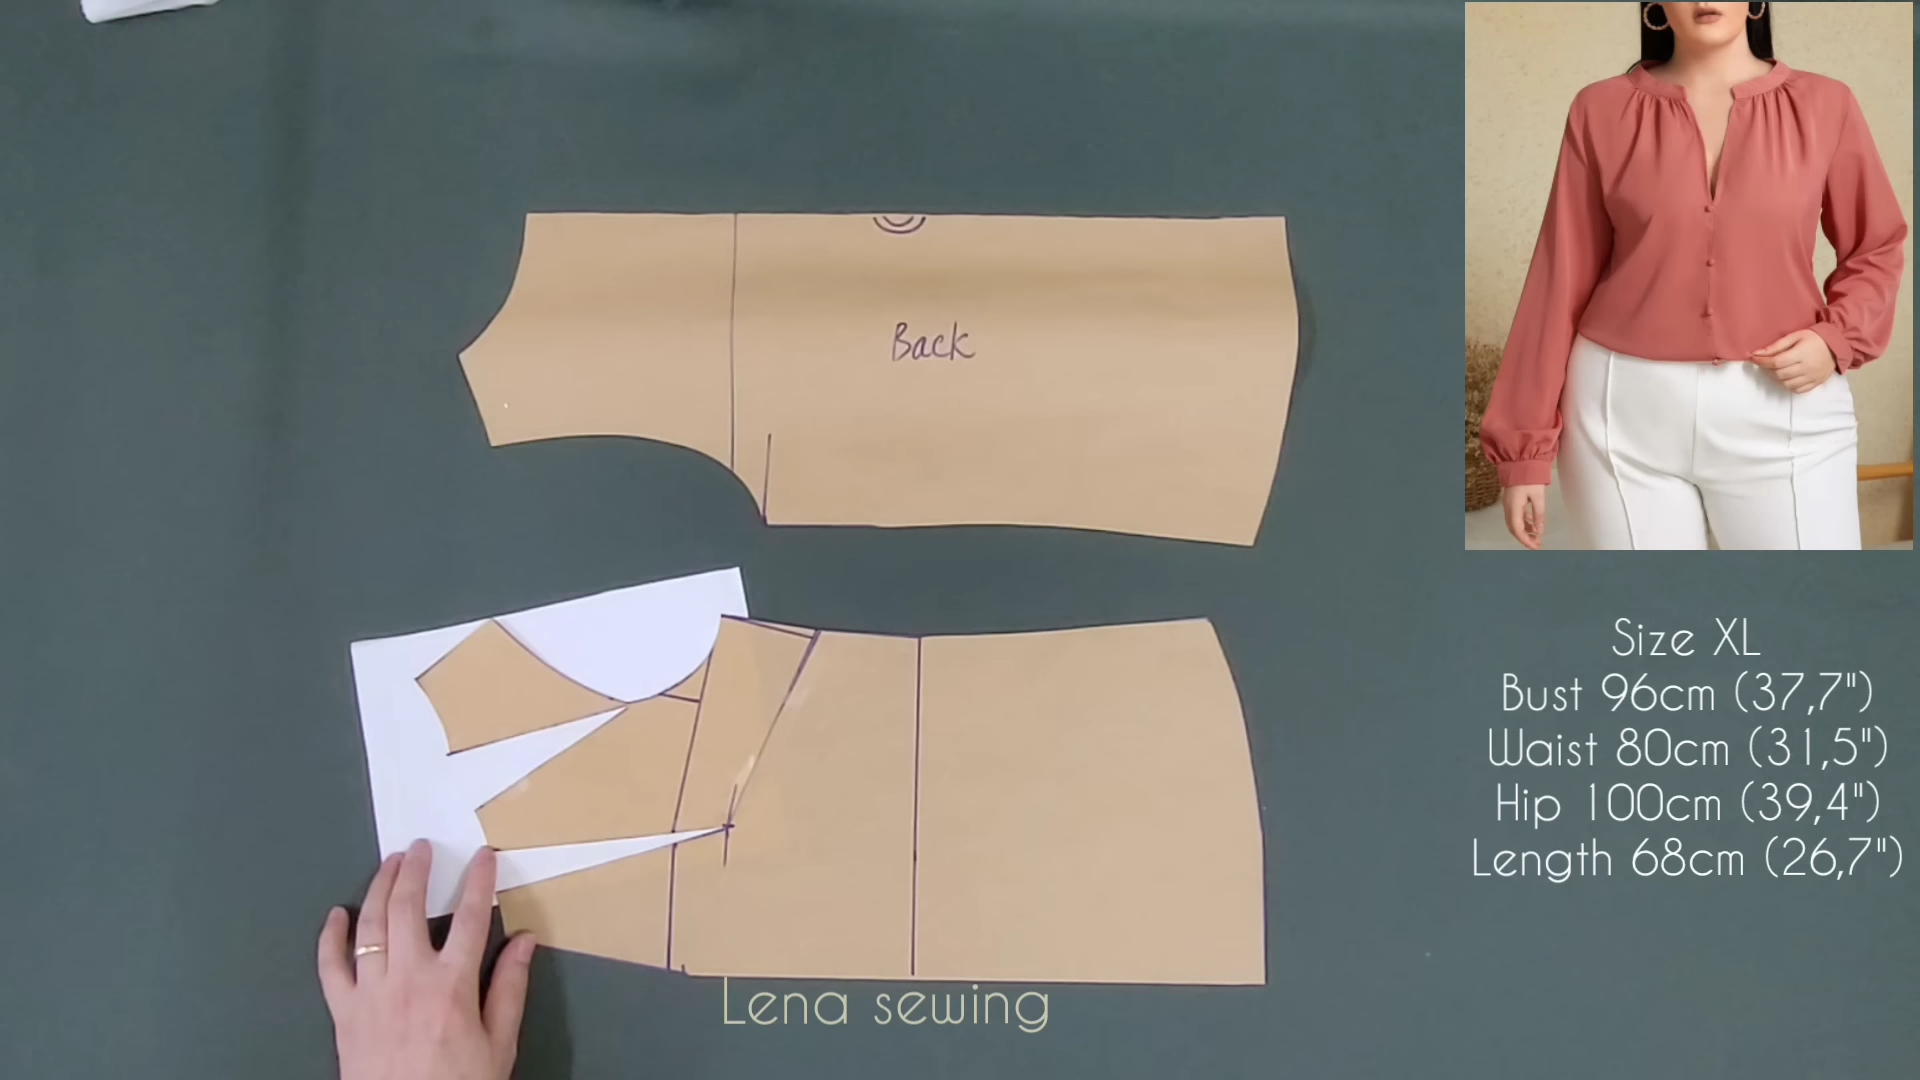 Back
Size XL
Bust 96cm (37,7")
Waist 80cm (31,5")
Hip 100cm (39,4")
Length 68cm (26,7")
Lena sewing